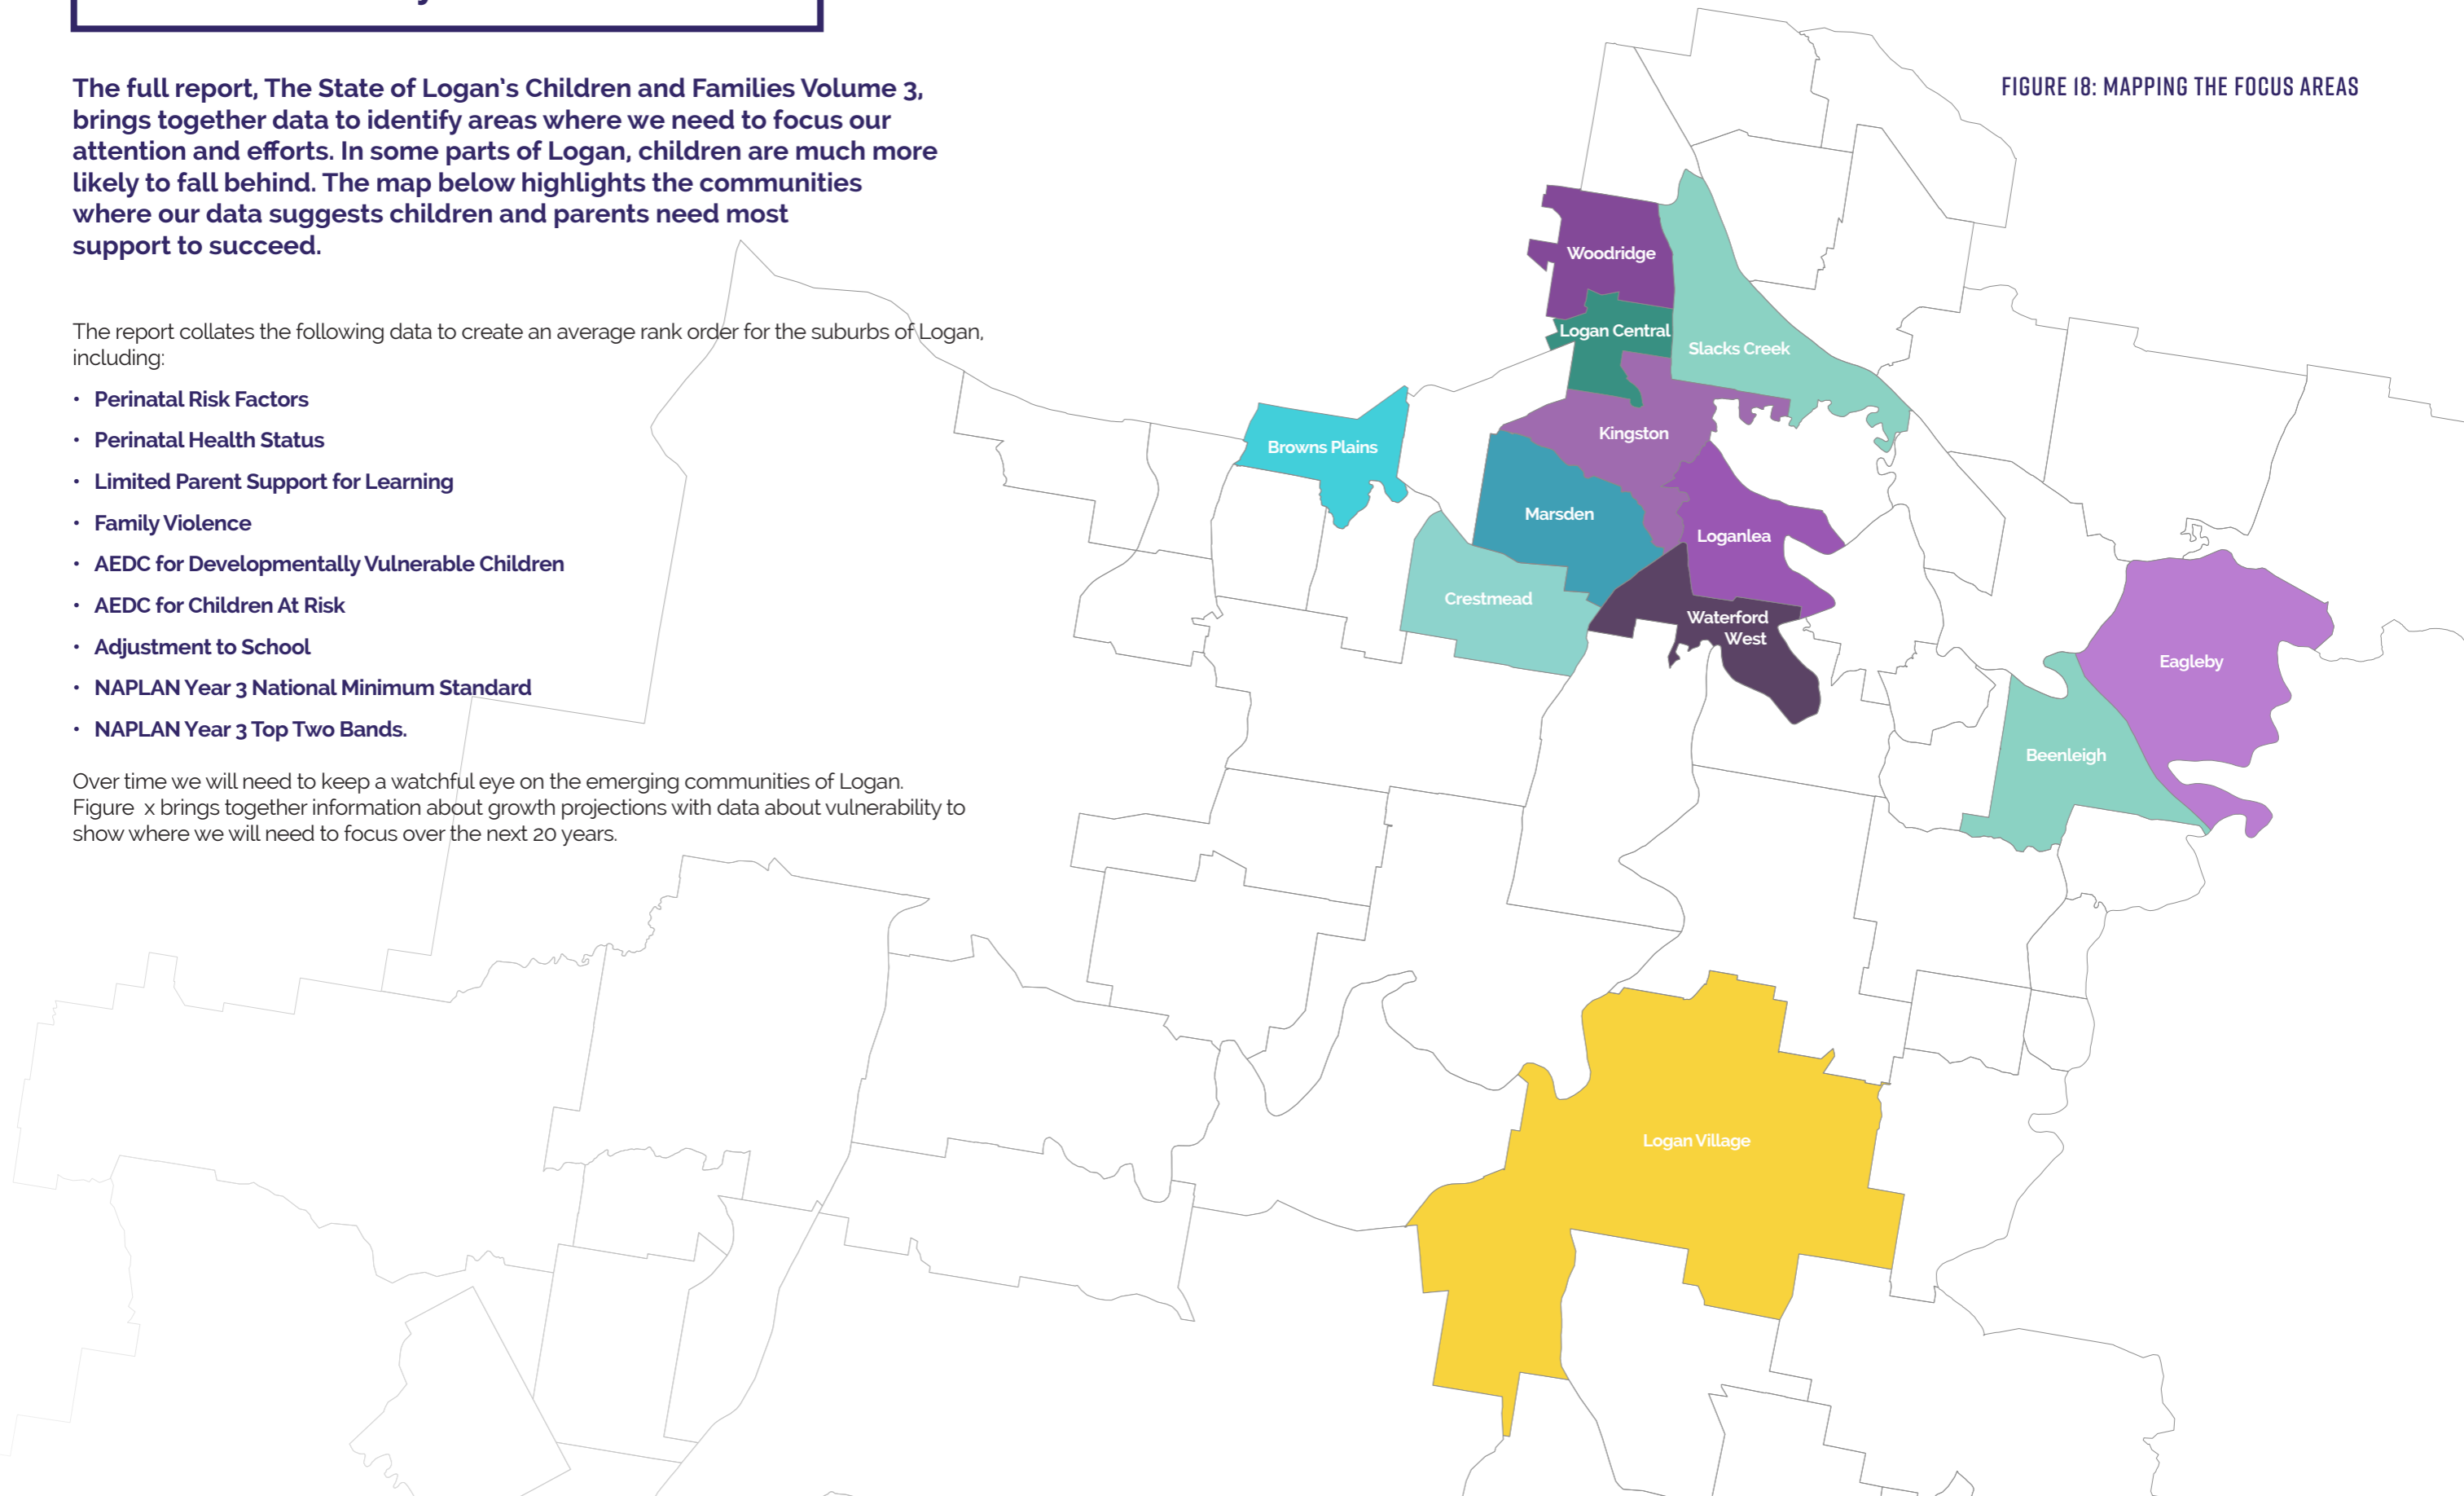 The full report, The State of Logan's Children and Families Volume 3,
brings together data to identify areas where we need to focus our
attention and efforts. In some parts of Logan, children are much more
likely to fall behind. The map below highlights the communities
where our data suggests children and parents need most
support to succeed.
The report collates the following data to create an average rank order for the suburbs of Logan,
including:
• Perinatal Risk Factors
• Perinatal Health Status
• Limited Parent Support for Learning
• Family Violence
• AEDC for Developmentally Vulnerable Children
• AEDC for Children At Risk
• Adjustment to School
• NAPLAN Year 3 National Minimum Standard
• NAPLAN Year 3 Top Two Bands.
Over time we will need to keep a watchful eye on the emerging communities of Logan.
Figure  x brings together information about growth projections with data about vulnerability to
show where we will need to focus over the next 20 years.
FIGURE 18: MAPPING THE FOCUS AREAS
Woodridge
Logan Central
Slacks Creek
Kingston
Browns Plains
Marsden
Loganlea
Crestmead
Waterford
West
Eagleby
Beenleigh
Logan Village